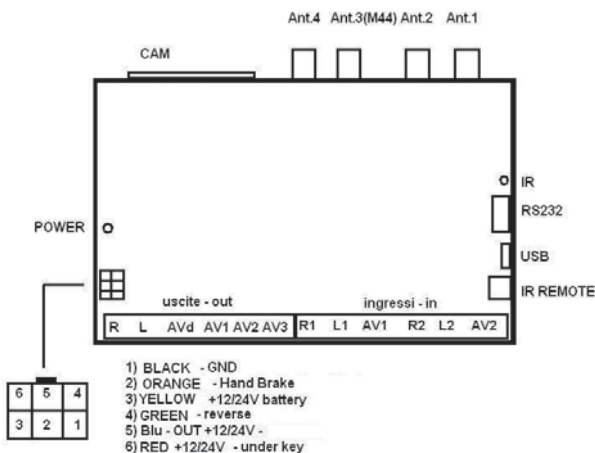 Ant.4 Ant.3(M44) Ant.2 Ant.1
CAM
IR
RS232
POWER
USB
IR REMOTE
uscite - out ingressi - in
R L AVd AV1 AV2 AV3 R1 L1 AV1 R2 L2 AV2
1) BLACK - GND
2) ORANGE - Hand Brake
3) YELLOW +12/24V battery
4) GREEN - reverse
5) Blu - OUT +12/24V -
6) RED +12/24V - under key
6 5 4
3 2 1